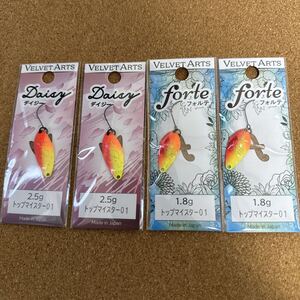 VELVET ARTS
Daisy
デイジー
2.5g
トップマイスター01
Made in Japan
VELVET ARTS
Daisy
デイジー
2.5g
トップマイスター01
Made in Japan
VELVET ARTS
forte
フォルテ
1.8g
トップマイスター01
Made in Japan
VELVET ARTS
forte
フォルテ
1.8g
トップマイスター01
Made in Japan